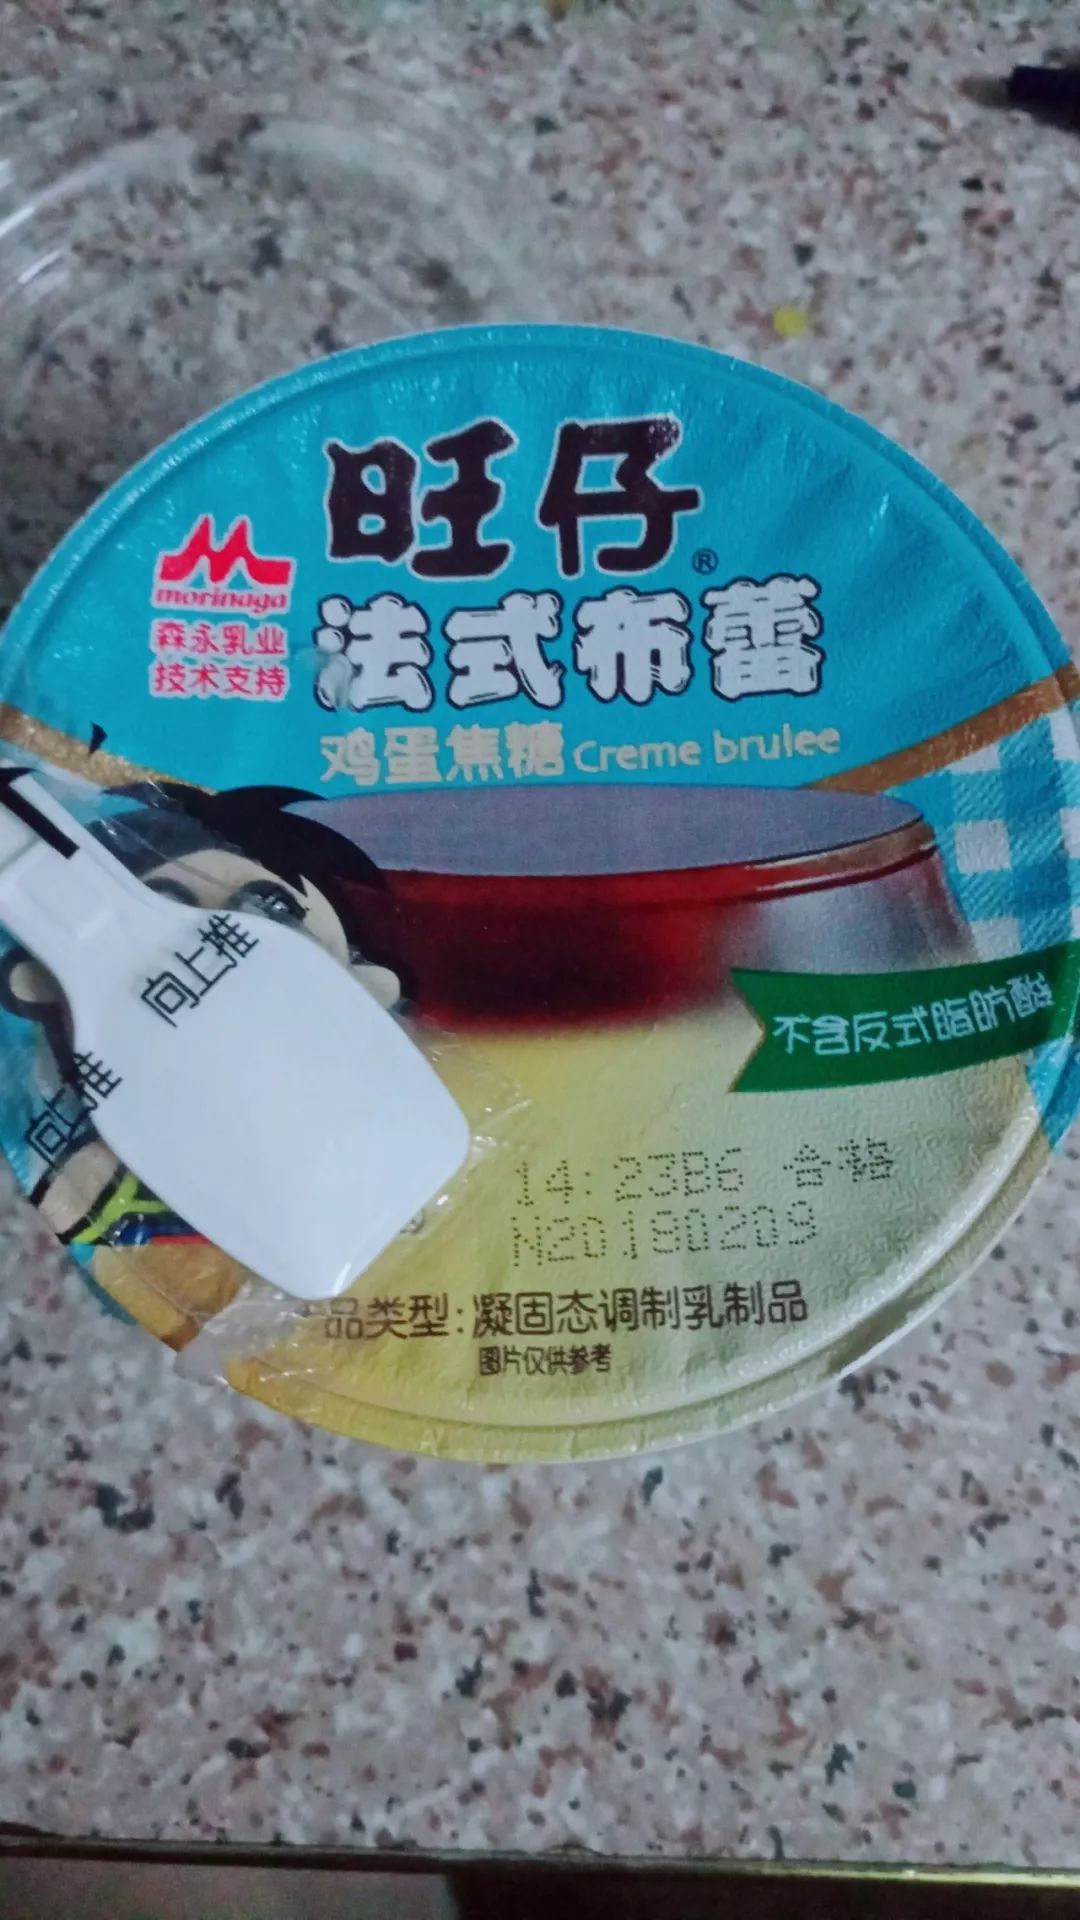 旺仔®
morinaga
森永乳业
技术支持
法式布蕾
鸡蛋焦糖 Creme brulee
不含反式脂肪酸
向上推
向上推
14:23B6 合格
N20190209
品类型:凝固态调制乳制品
图片仅供参考